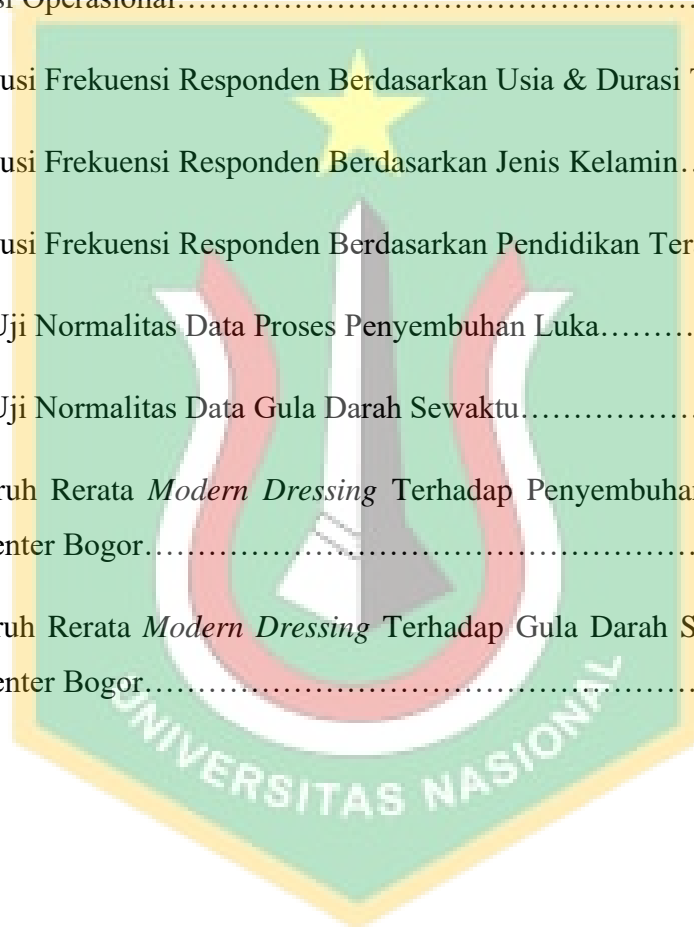 si Operasional……………………………………………………
usi Frekuensi Responden Berdasarkan Usia & Durasi
usi Frekuensi Responden Berdasarkan Jenis Kelamin…
usi Frekuensi Responden Berdasarkan Pendidikan Ter
Uji Normalitas Data Proses Penyembuhan Luka………
Uji Normalitas Data Gula Darah Sewaktu………………
ruh Rerata Modern Dressing Terhadap Penyembuhan
enter Bogor……………………………………………………
ruh Rerata Modern Dressing Terhadap Gula Darah S
enter Bogor……………………………………………………
UNIVERSITAS NASIONAL